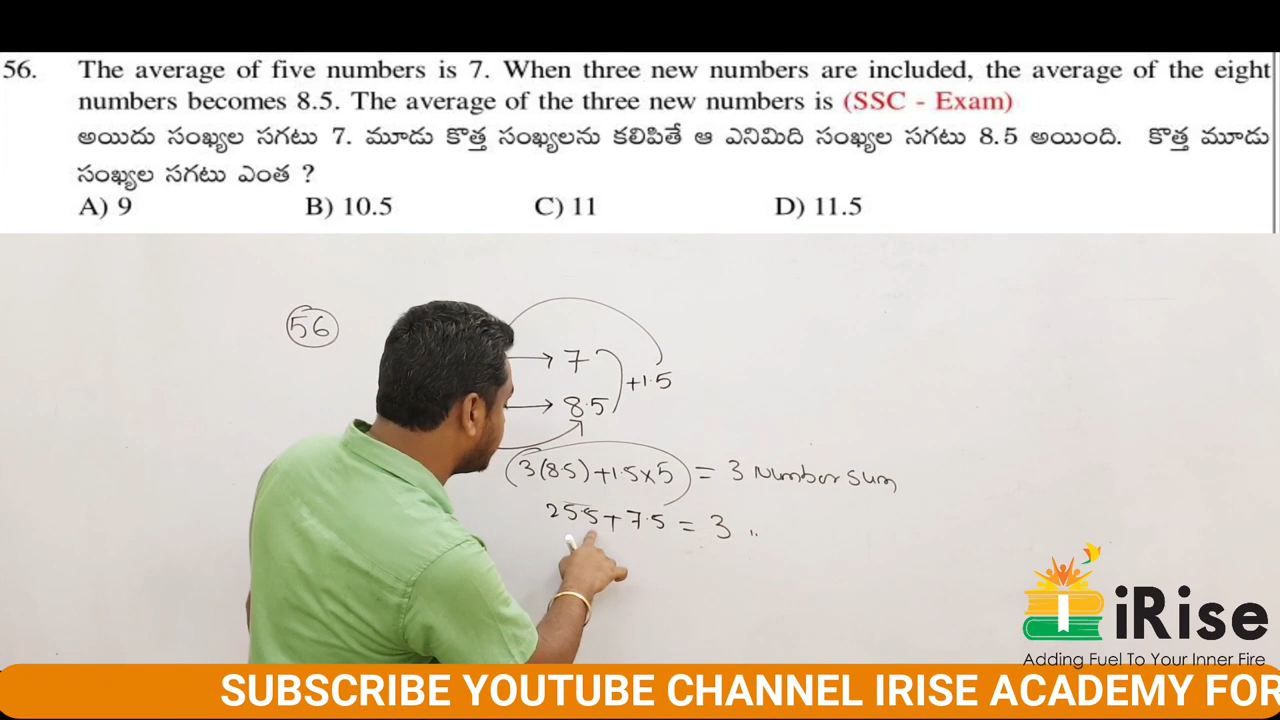 56. The average of five numbers is 7. When three new numbers are included, the average of the eight
numbers becomes 8.5. The average of the three new numbers is (SSC - Exam)
అయిదు సంఖ్యల సగటు 7. మూడు కొత్త సంఖ్యలను కలిపితే ఆ ఎనిమిది సంఖ్యల సగటు 8.5 అయింది. కొత్త మూడు
సంఖ్యల సగటు ఎంత ?
A) 9 B) 10.5 C) 11 D) 11.5
56
7
+1.5
8.5
3(8.5)+1.5×5 = 3 Number Sum
25.5+7.5 = 3 "
iRise
Adding Fuel To Your Inner Fire
SUBSCRIBE YOUTUBE CHANNEL IRISE ACADEMY FOR